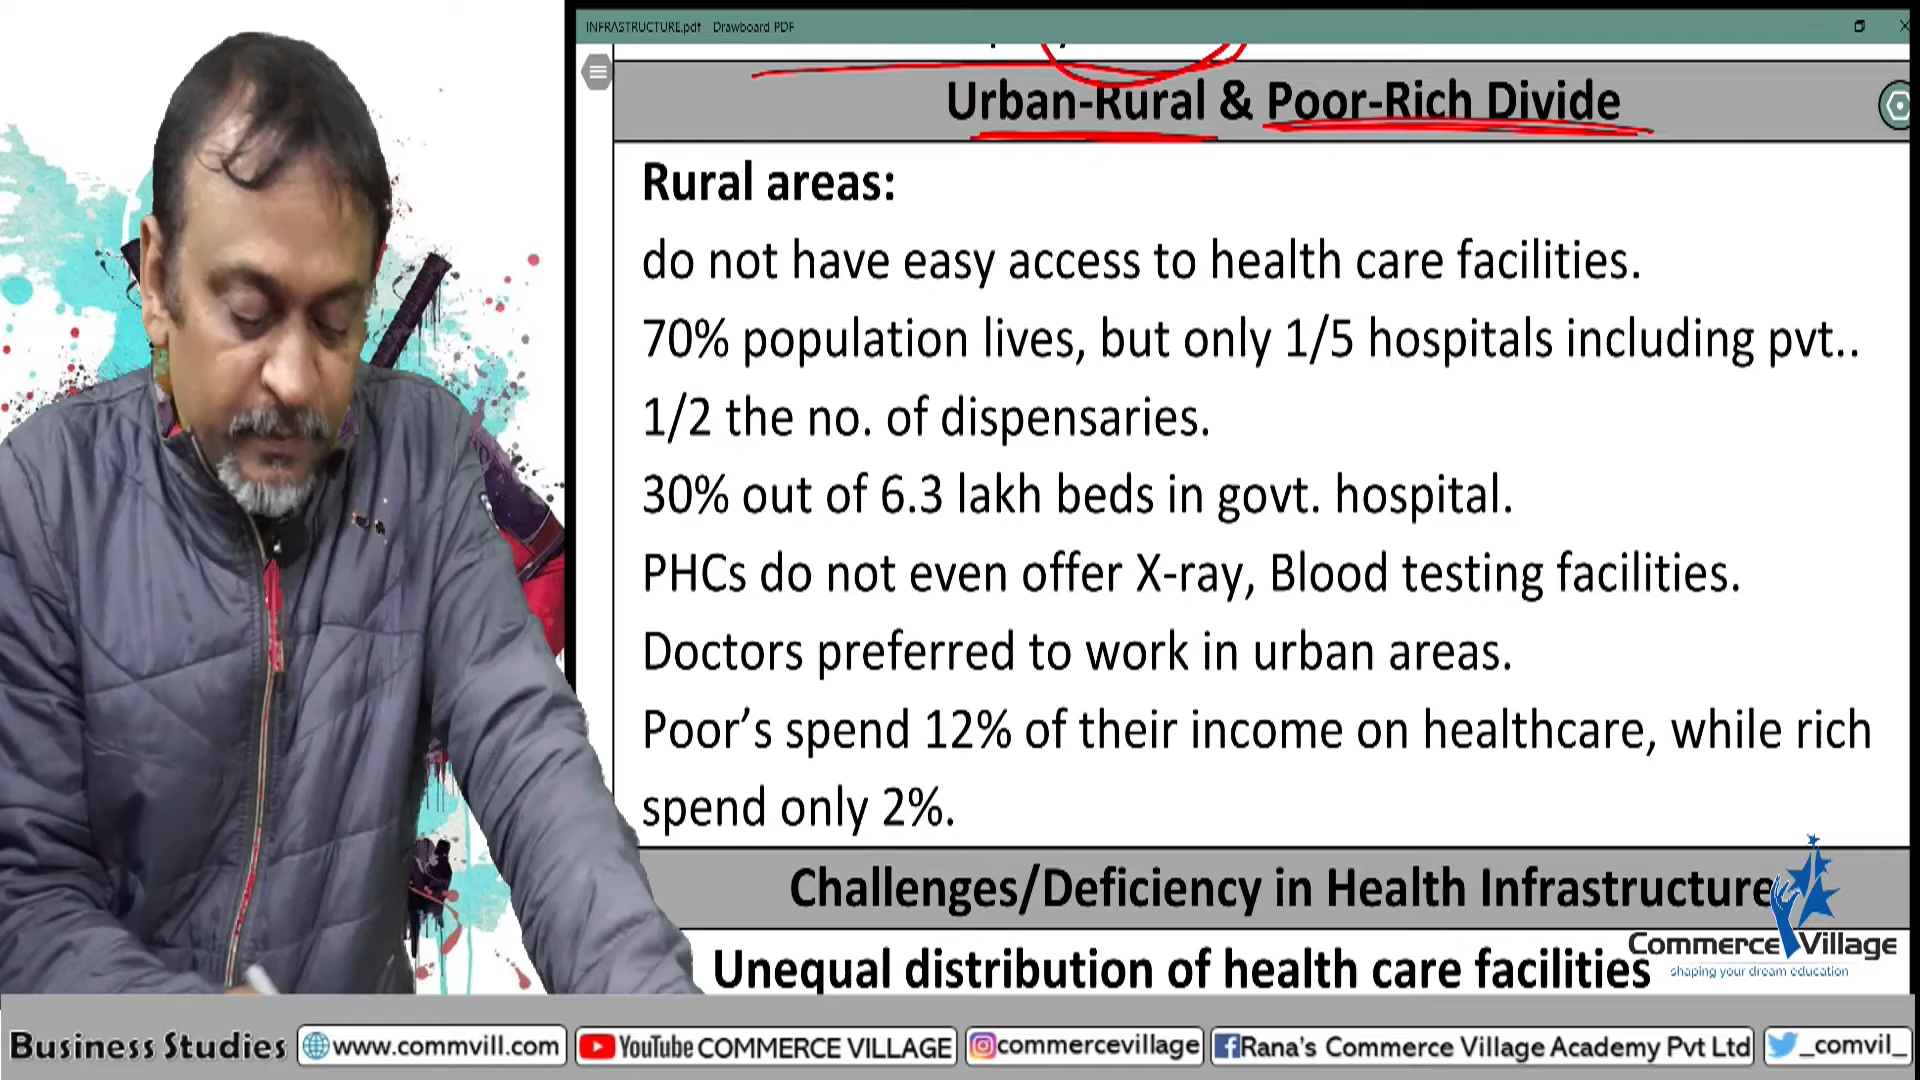 INFRASTRUCTURE.pdf Drawboard PDF
Urban-Rural & Poor-Rich Divide
Rural areas:
do not have easy access to health care facilities.
70% population lives, but only 1/5 hospitals including pvt..
1/2 the no. of dispensaries.
30% out of 6.3 lakh beds in govt. hospital.
PHCs do not even offer X-ray, Blood testing facilities.
Doctors preferred to work in urban areas.
Poor’s spend 12% of their income on healthcare, while rich
spend only 2%.
Challenges/Deficiency in Health Infrastructure
Unequal distribution of health care facilities
Commerce Village
shaping your dream education
Business Studies www.commvill.com YouTube COMMERCE VILLAGE commercevillage Rana's Commerce Village Academy Pvt Ltd _comvil_